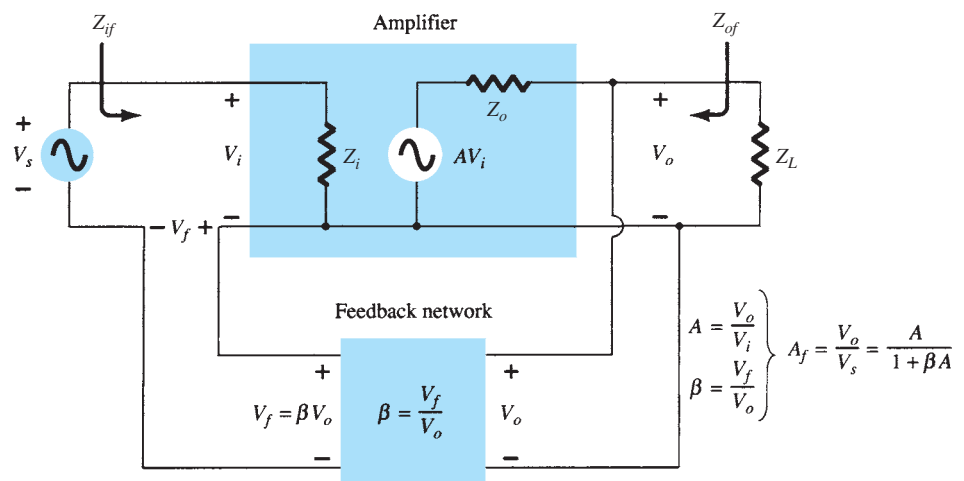 Z_if
Amplifier
Z_of
+
V_s
−
+
V_i
−
Z_i
AV_i
Z_o
+
V_o
−
Z_L
− V_f +
Feedback network
+
V_f = βV_o
−
β = V_f / V_o
+
V_o
−
A = V_o / V_i
β = V_f / V_o
A_f = V_o / V_s = A / (1 + βA)